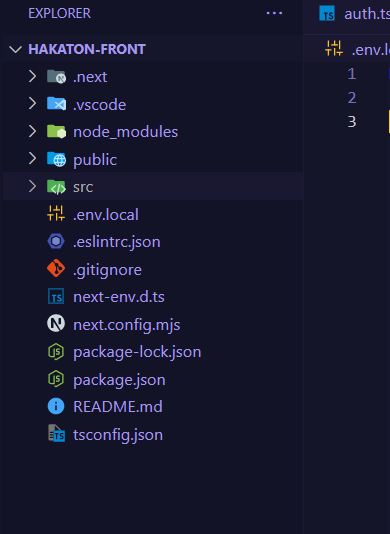 EXPLORER
auth.ts
HAKATON-FRONT
.env.l
.next
1
.vscode
2
node_modules
3
public
src
.env.local
.eslintrc.json
.gitignore
next-env.d.ts
next.config.mjs
package-lock.json
package.json
README.md
tsconfig.json